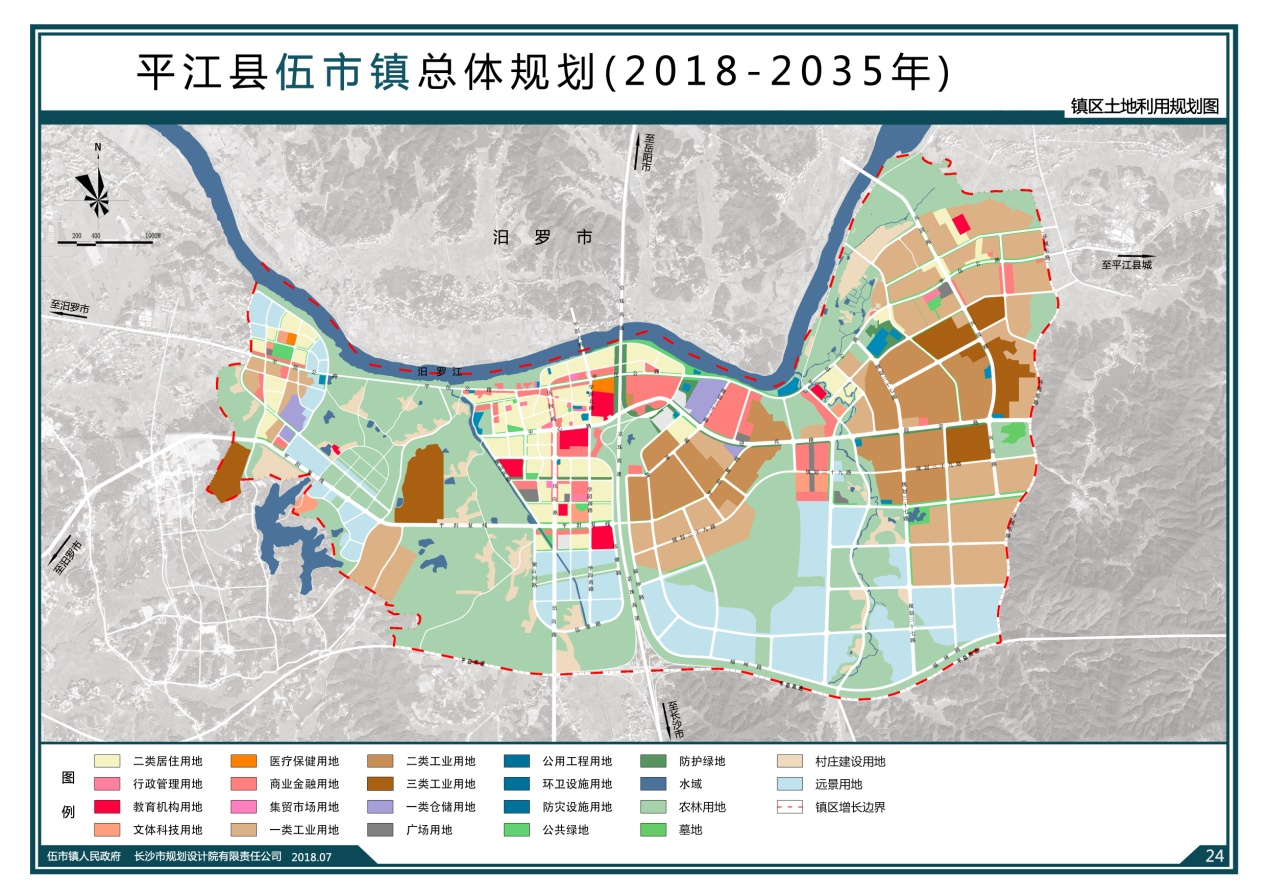 平江县伍市镇总体规划(2018-2035年)
镇区土地利用规划图
N
200 400 1000M
至岳阳市
汨罗市
至平江县城
至汨罗市
汨罗江
至汨罗市
至长沙市
图例
二类居住用地
行政管理用地
教育机构用地
文体科技用地
医疗保健用地
商业金融用地
集贸市场用地
一类工业用地
二类工业用地
三类工业用地
一类仓储用地
广场用地
公用工程用地
环卫设施用地
防灾设施用地
公共绿地
防护绿地
水域
农林用地
墓地
村庄建设用地
远景用地
镇区增长边界
伍市镇人民政府 长沙市规划设计院有限责任公司 2018.07
24